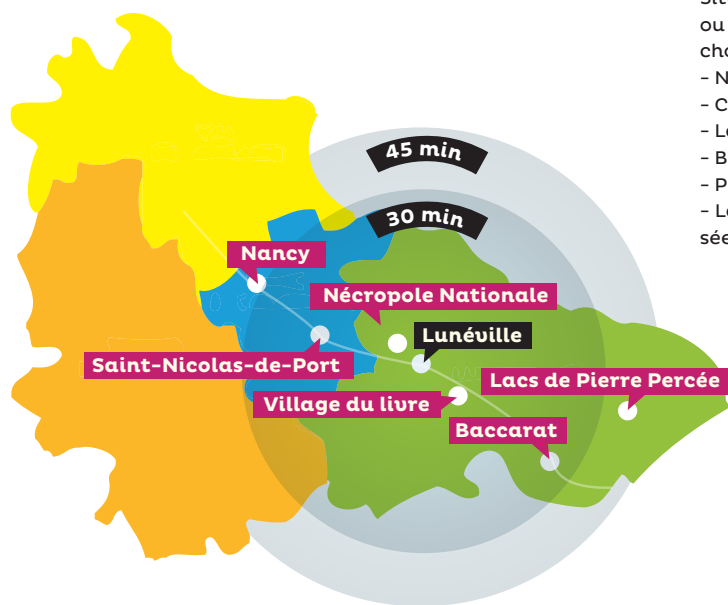 ou
- N
- C
- B
- P
45 min
30 min
Nancy
Nécropole Nationale
Lunéville
Saint-Nicolas-de-Port
Lacs de Pierre Percée
Village du livre
Baccarat